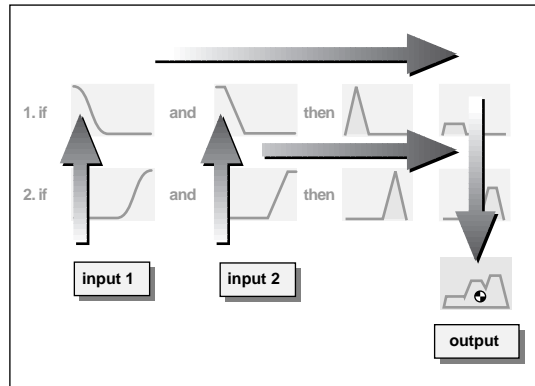 1. if and then
2. if and then
input 1 input 2
output